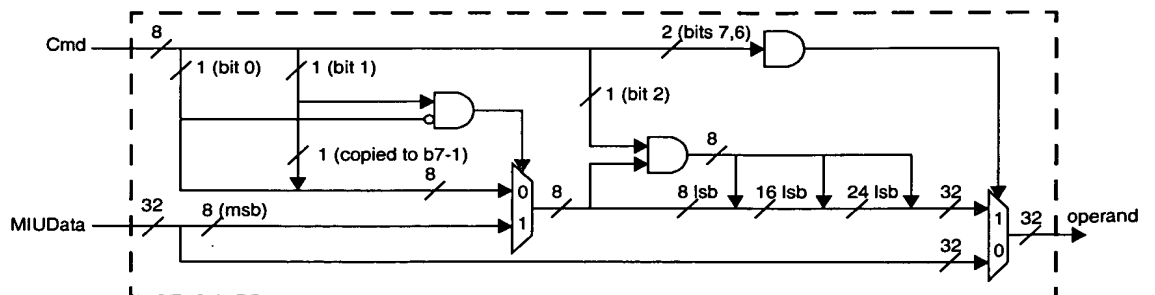 Cmd
8
2 (bits 7,6)
1 (bit 0)
1 (bit 1)
1 (bit 2)
1 (copied to b7-1)
8
8
0
1
8
8 lsb
16 lsb
24 lsb
32
MIUData
32
8 (msb)
1
0
32
operand
32